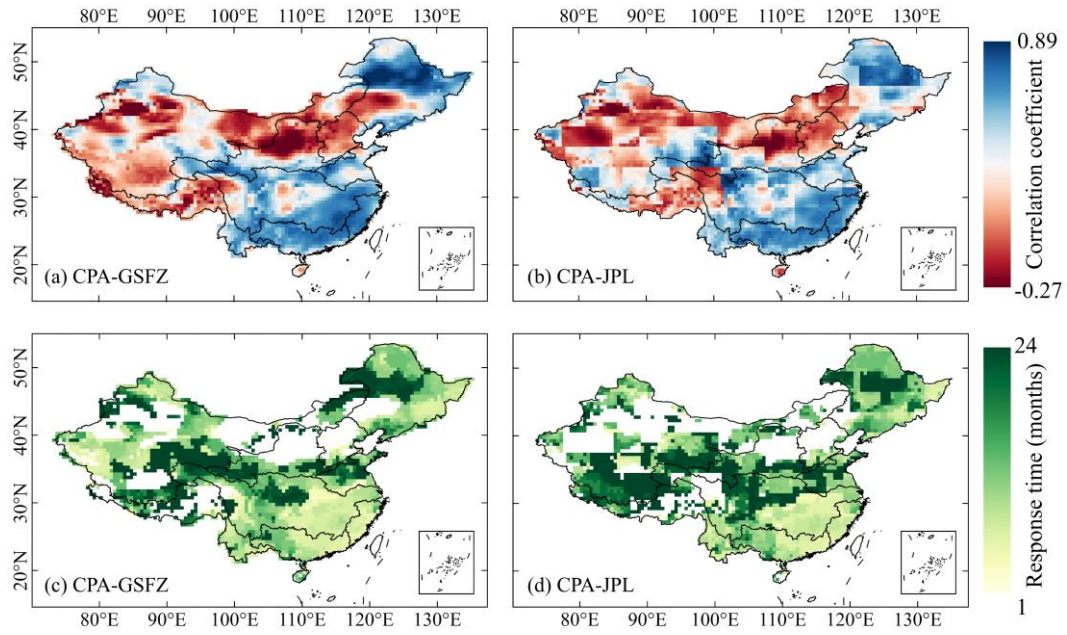 80°E 90°E 100°E 110°E 120°E 130°E
80°E 90°E 100°E 110°E 120°E 130°E
50°N
40°N
30°N
20°N
(a) CPA-GSFZ
(b) CPA-JPL
0.89
Correlation coefficient
-0.27
50°N
40°N
30°N
20°N
(c) CPA-GSFZ
(d) CPA-JPL
24
Response time (months)
1
80°E 90°E 100°E 110°E 120°E 130°E
80°E 90°E 100°E 110°E 120°E 130°E